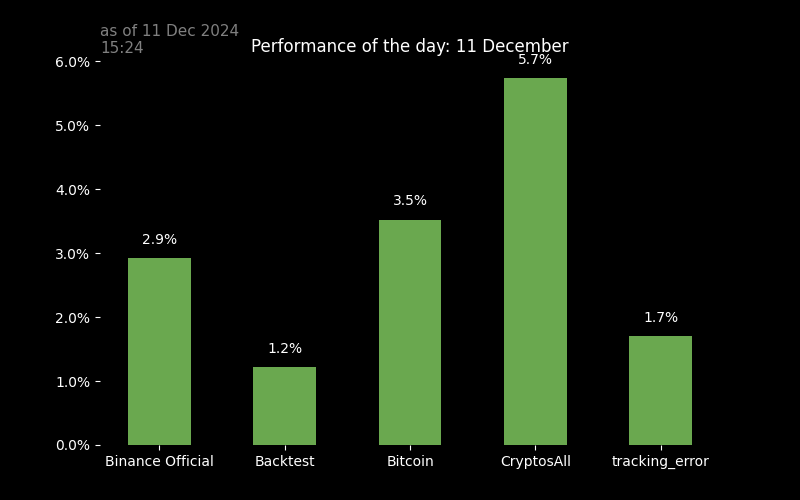 as of 11 Dec 2024
15:24
Performance of the day: 11 December
6.0%
5.0%
4.0%
3.0%
2.0%
1.0%
0.0%
2.9%
1.2%
3.5%
5.7%
1.7%
Binance Official
Backtest
Bitcoin
CryptosAll
tracking_error